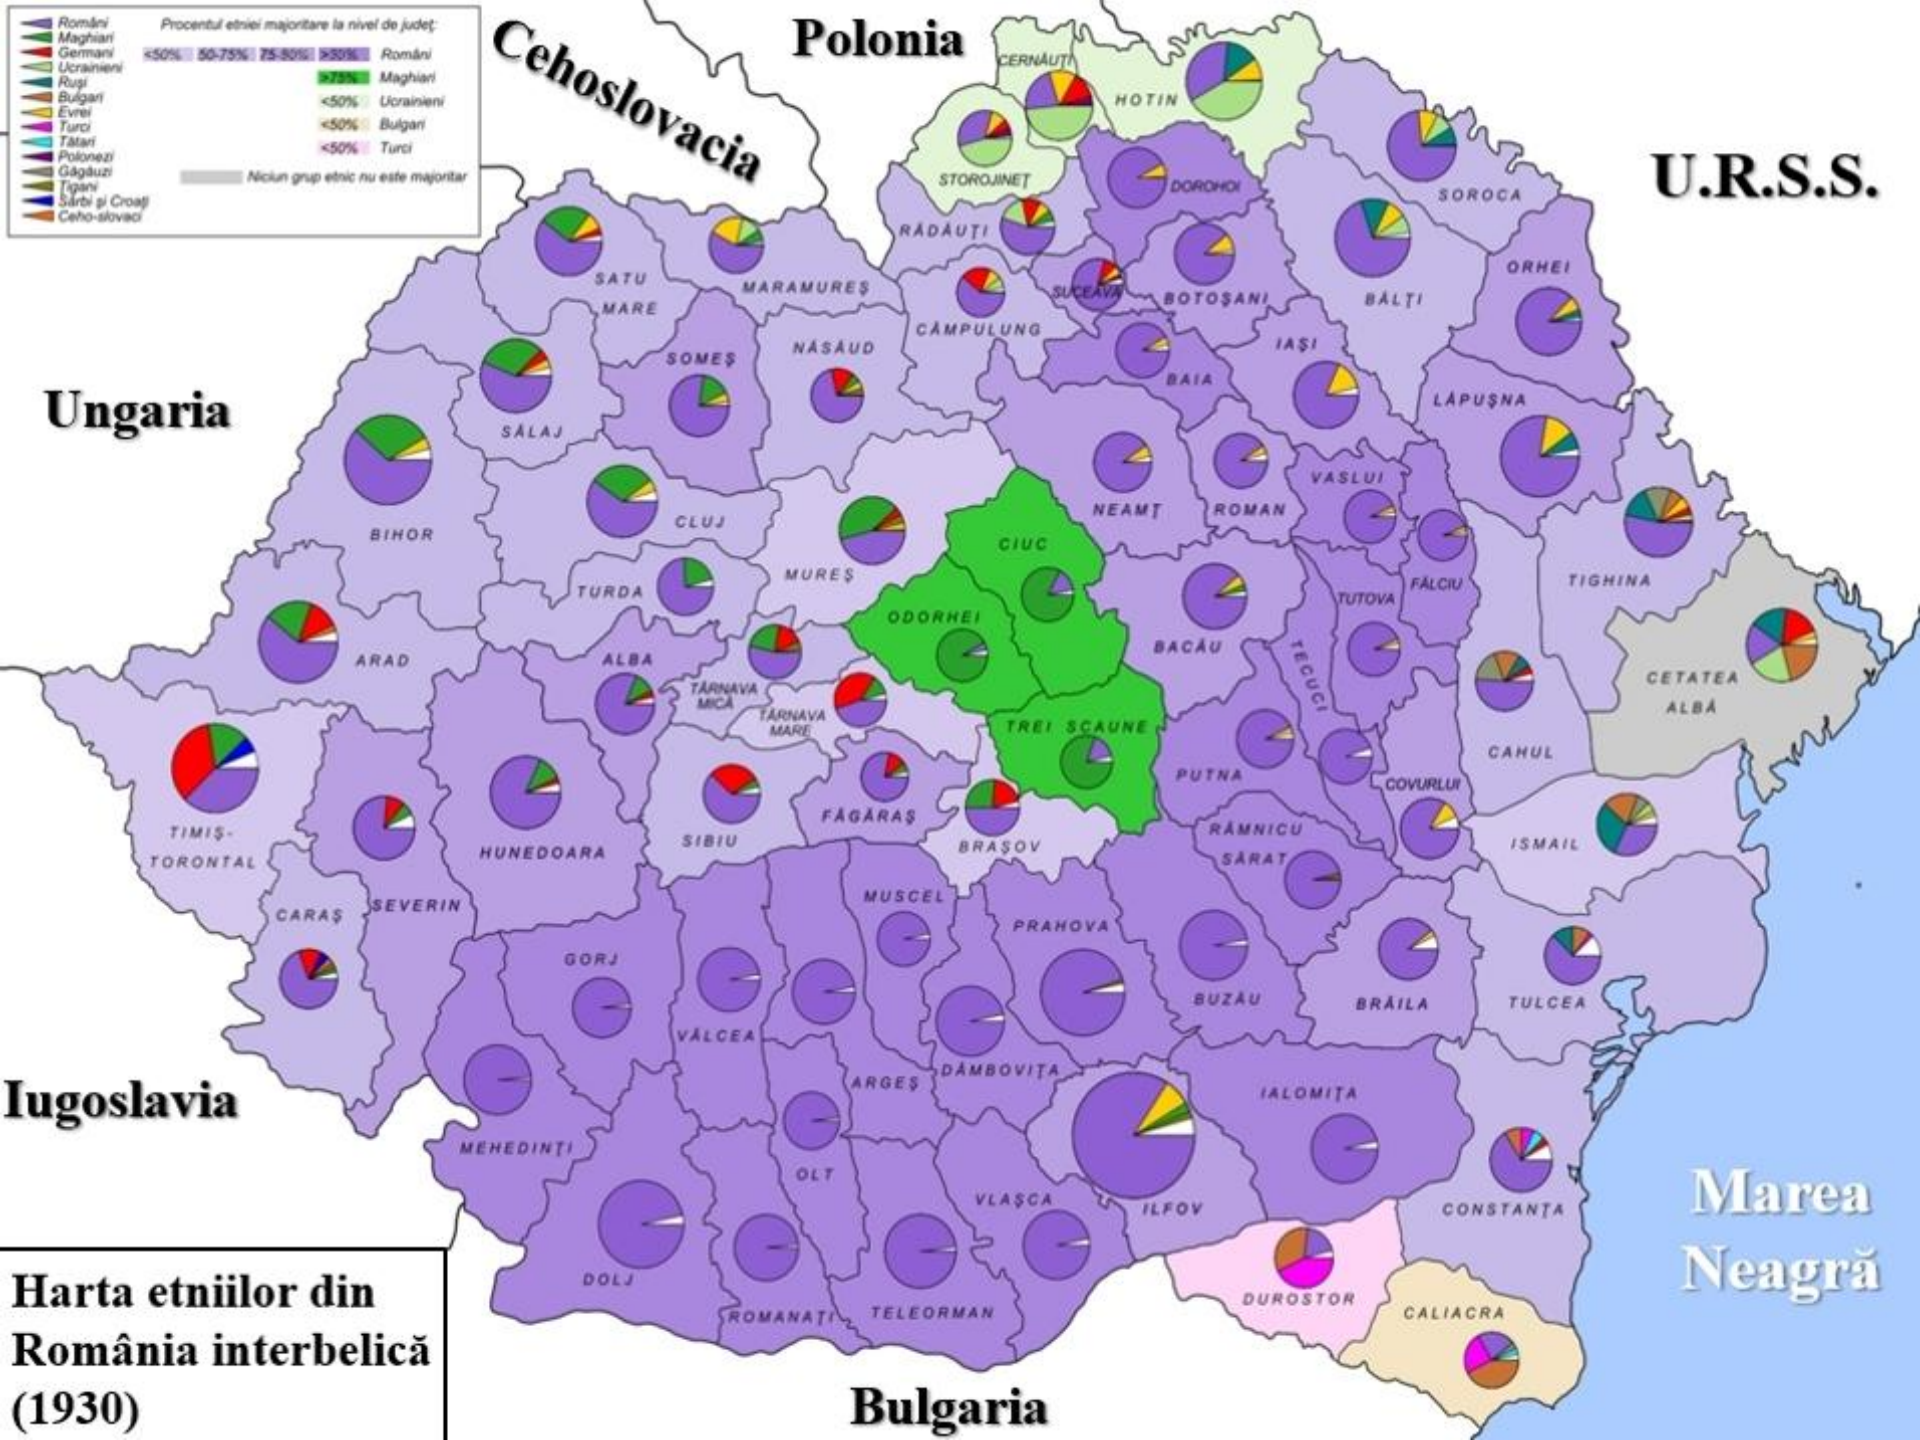 Români
Maghiari
Germani
Ucrainieni
Ruși
Bulgari
Evrei
Turci
Tătari
Polonezi
Găgăuzi
Țigani
Sârbi și Croați
Ceho-slovaci
Procentul etniei majoritare la nivel de județ:
<50% 50-75% 75-90% >90% Români
>75% Maghiari
<50% Ucrainieni
<50% Bulgari
<50% Turci
Niciun grup etnic nu este majoritar
Cehoslovacia
Polonia
U.R.S.S.
Ungaria
Iugoslavia
Bulgaria
Marea
Neagră
CERNĂUȚI
HOTIN
STOROJINEȚ
DOROHOI
SOROCA
RĂDĂUȚI
SATU
MARE
MARAMUREȘ
SUCEAVA
BOTOȘANI
BĂLȚI
ORHEI
CÂMPULUNG
SOMEȘ
NĂSĂUD
BAIA
IAȘI
LĂPUȘNA
SĂLAJ
BIHOR
CLUJ
NEAMȚ
ROMAN
VASLUI
CIUC
MUREȘ
TURDA
FĂLCIU
TIGHINA
TUTOVA
ODORHEI
BACĂU
TECUCI
ARAD
ALBA
TÂRNAVA
MICĂ
TÂRNAVA
MARE
TREI SCAUNE
CETATEA
ALBĂ
CAHUL
PUTNA
COVURLUI
TIMIȘ-
TORONTAL
HUNEDOARA
SIBIU
FĂGĂRAȘ
BRAȘOV
RÂMNICU
SĂRAT
ISMAIL
CARAȘ
SEVERIN
MUSCEL
PRAHOVA
GORJ
BUZĂU
BRĂILA
TULCEA
VÂLCEA
ARGEȘ
DÂMBOVIȚA
IALOMIȚA
MEHEDINȚI
OLT
VLAȘCA
ILFOV
CONSTANȚA
DOLJ
ROMANAȚI
TELEORMAN
DUROSTOR
CALIACRA
Harta etniilor din
România interbelică
(1930)